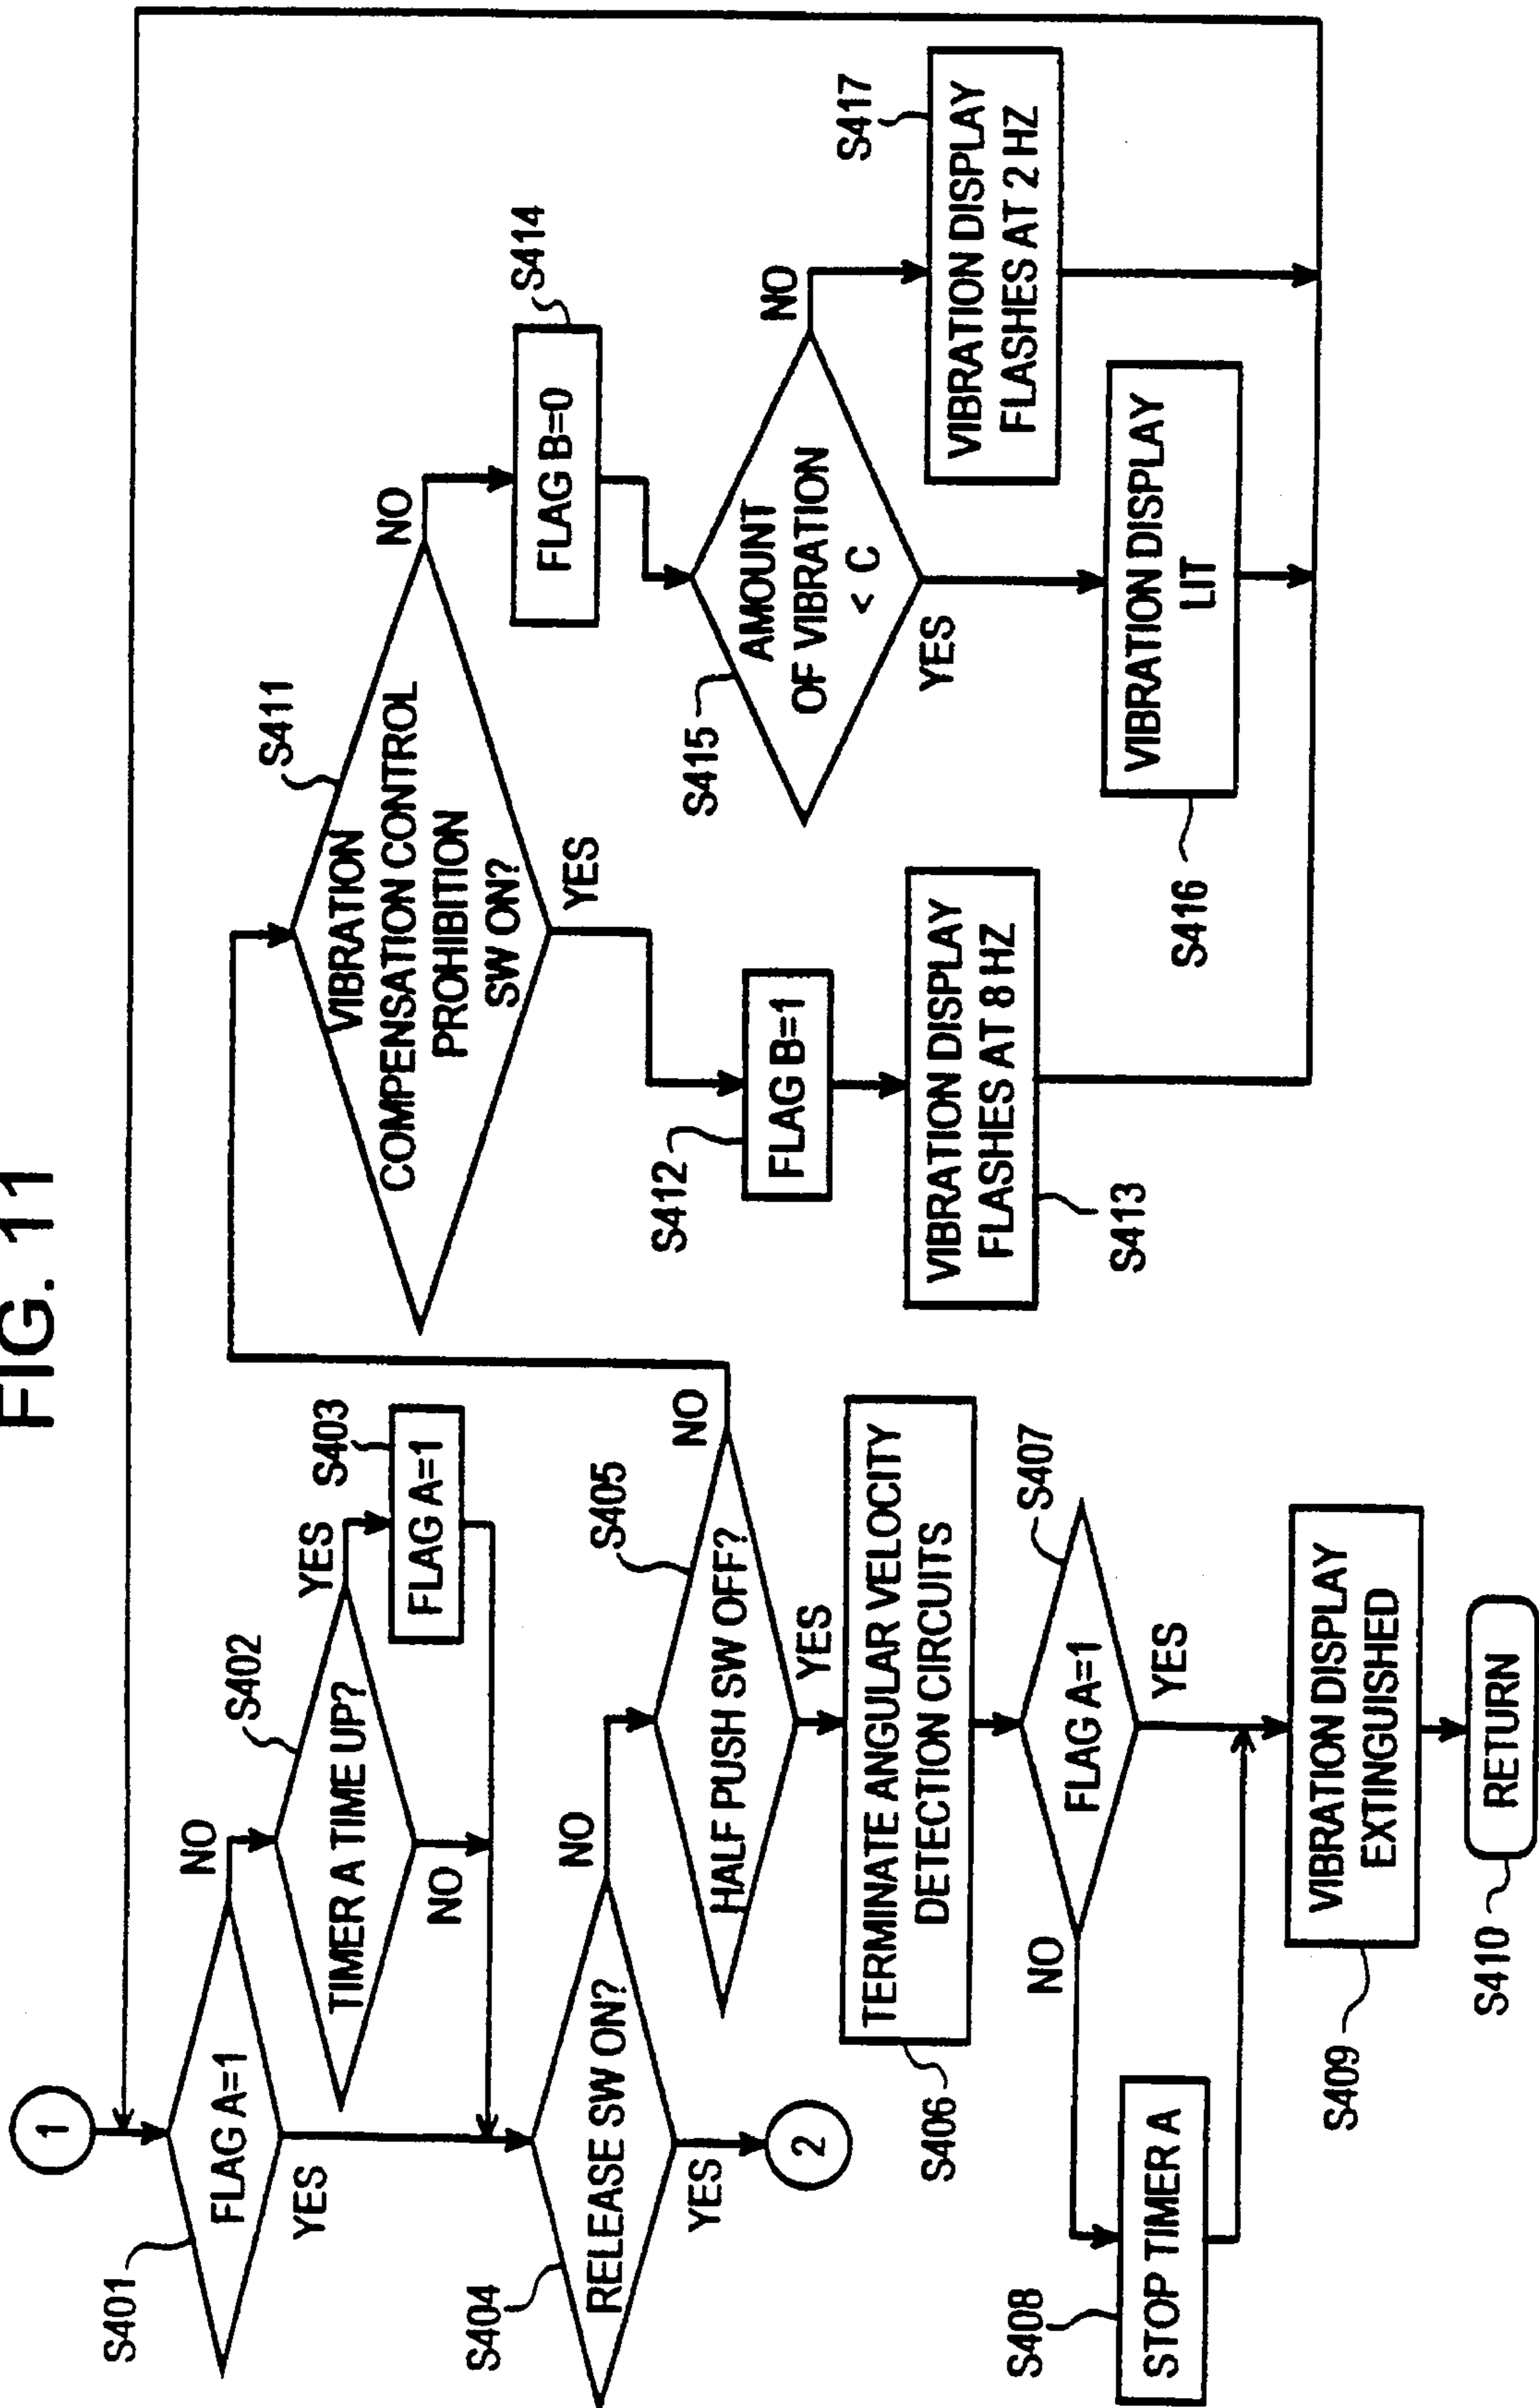 FIG. 11
1
S401
FLAG A=1
NO
YES
S402
TIMER A TIME UP?
YES
NO
S403
FLAG A=1
S404
RELEASE SW ON?
NO
YES
2
S405
HALF PUSH SW OFF?
NO
YES
S406
TERMINATE ANGULAR VELOCITY
DETECTION CIRCUITS
S407
FLAG A=1
NO
YES
S408
STOP TIMER A
S409
VIBRATION DISPLAY
EXTINGUISHED
S410
RETURN
S411
VIBRATION
COMPENSATION CONTROL
PROHIBITION
SW ON?
NO
YES
S412
FLAG B=1
S413
VIBRATION DISPLAY
FLASHES AT 8 HZ
S414
FLAG B=0
S415
AMOUNT
OF VIBRATION
< C
NO
YES
S416
VIBRATION DISPLAY
LIT
S417
VIBRATION DISPLAY
FLASHES AT 2 HZ